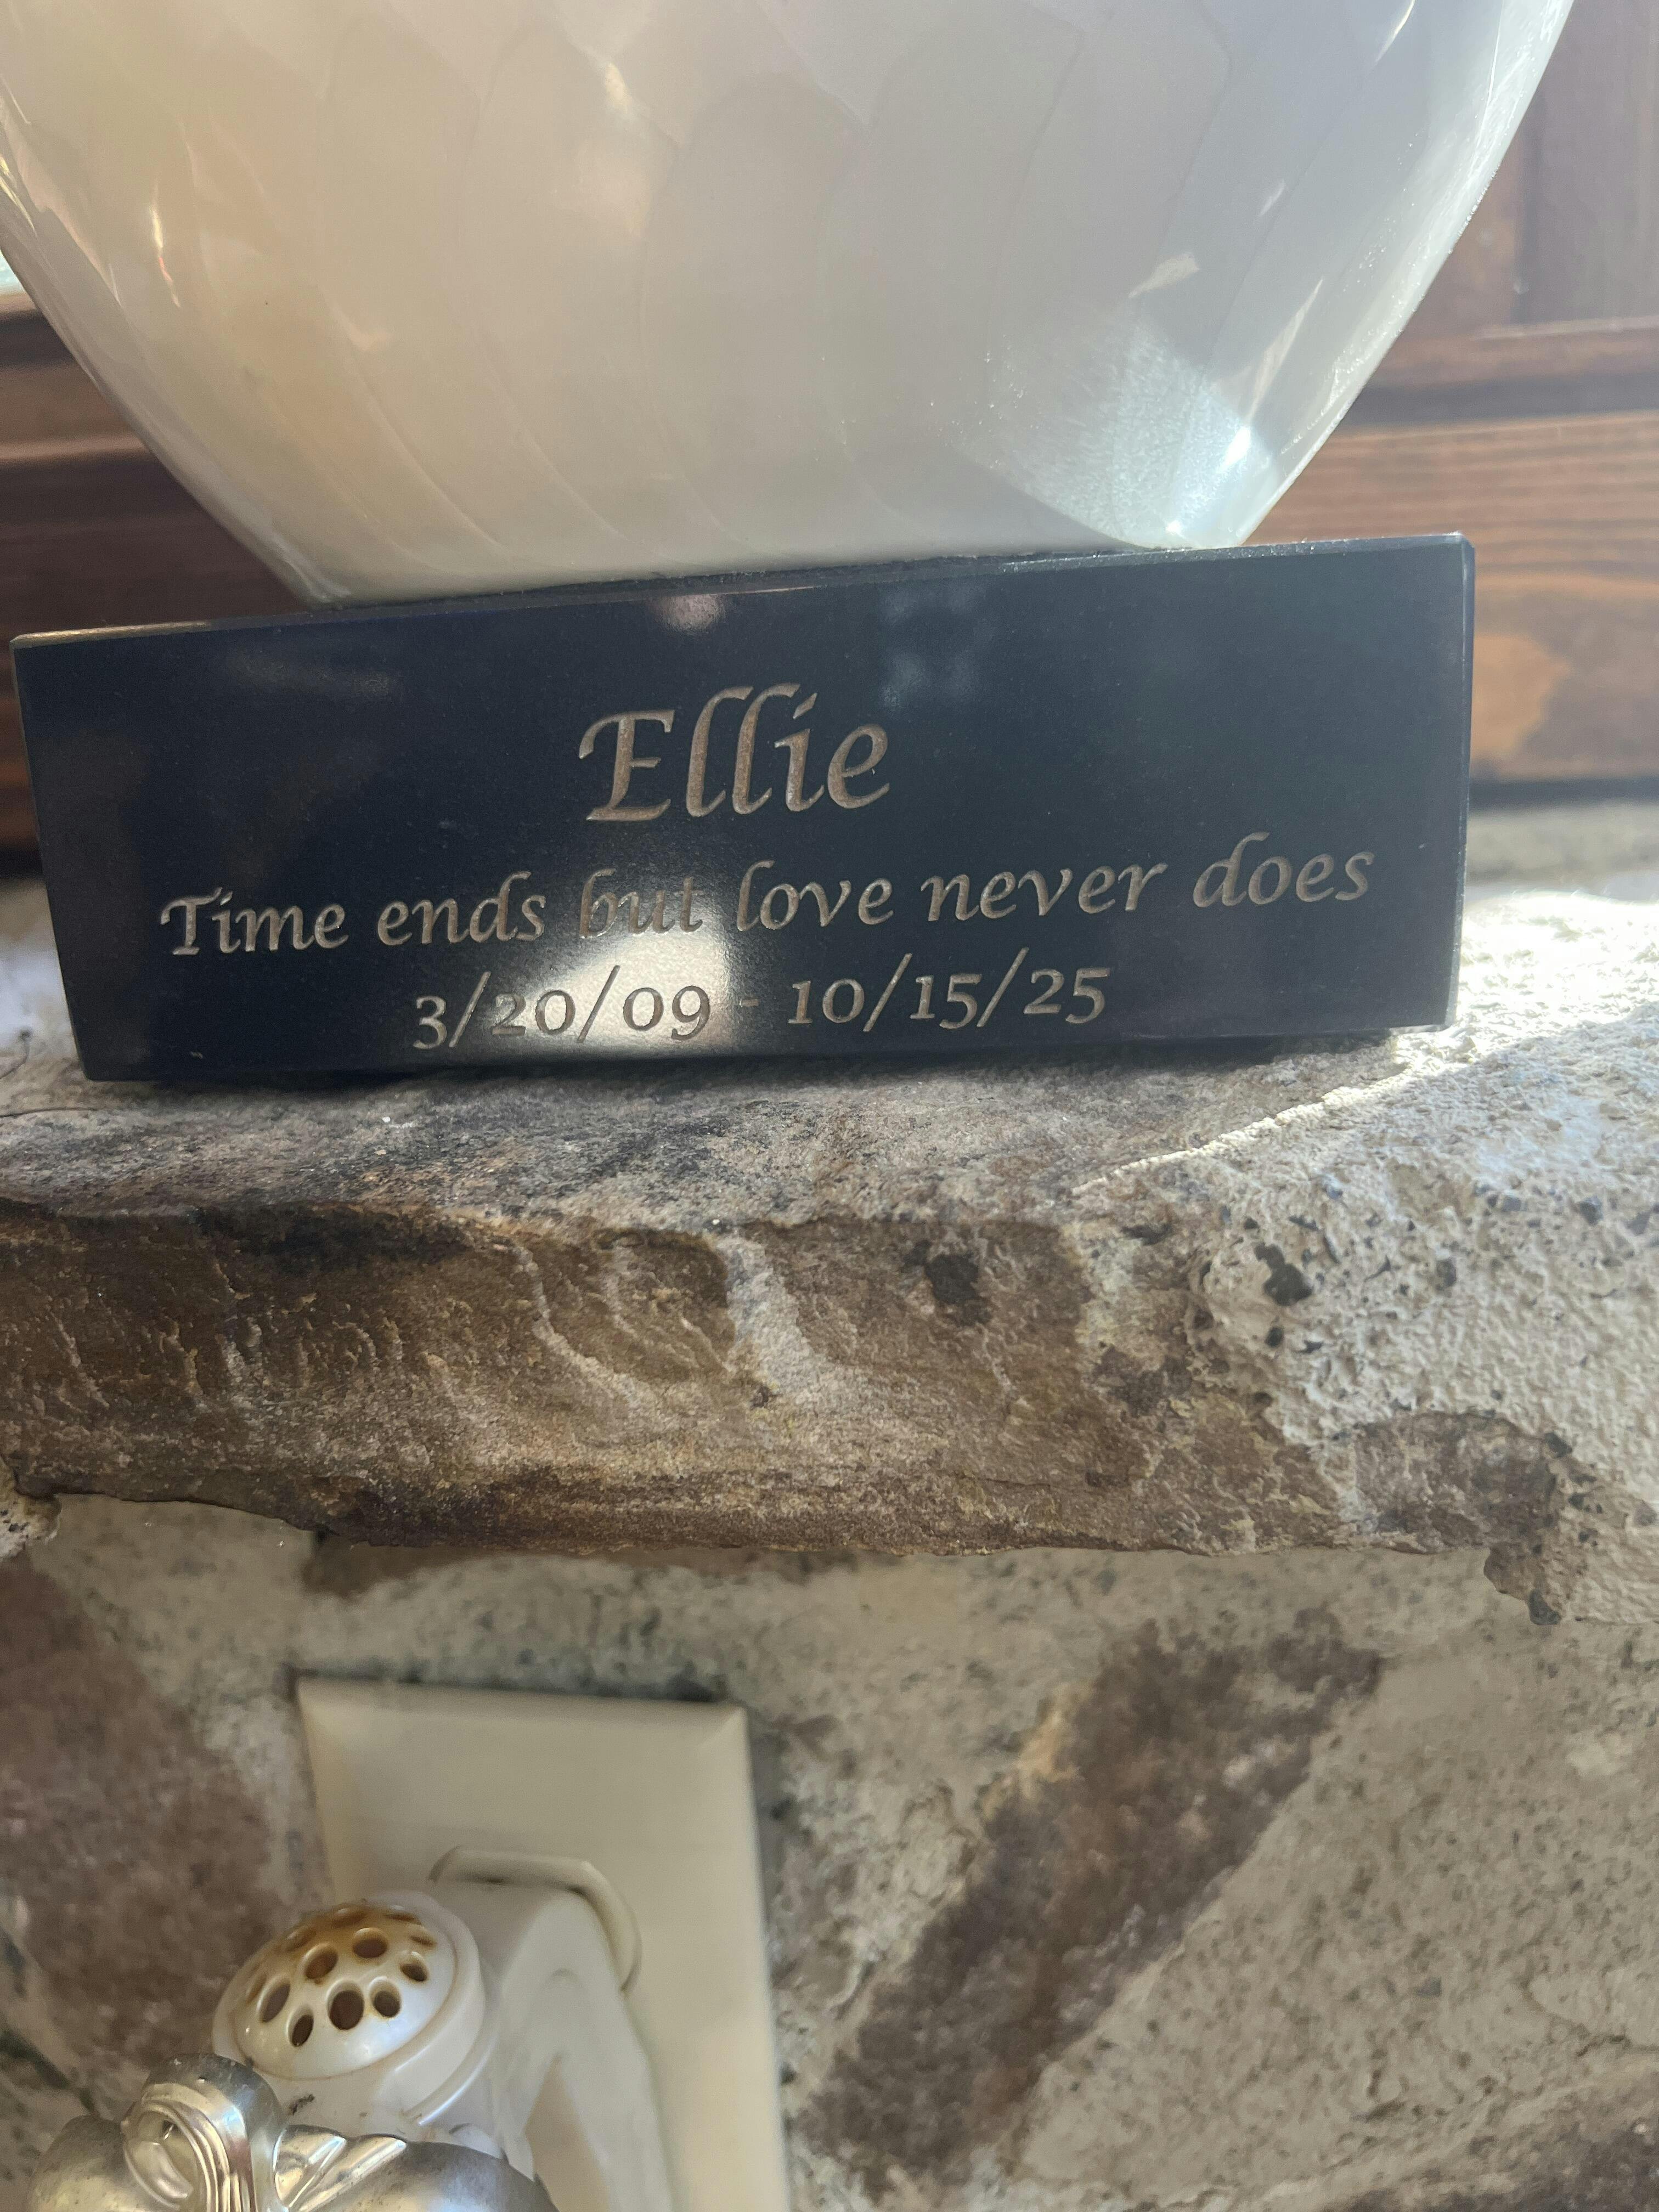 Ellie
Time ends but love never does
3/20/09 - 10/15/25